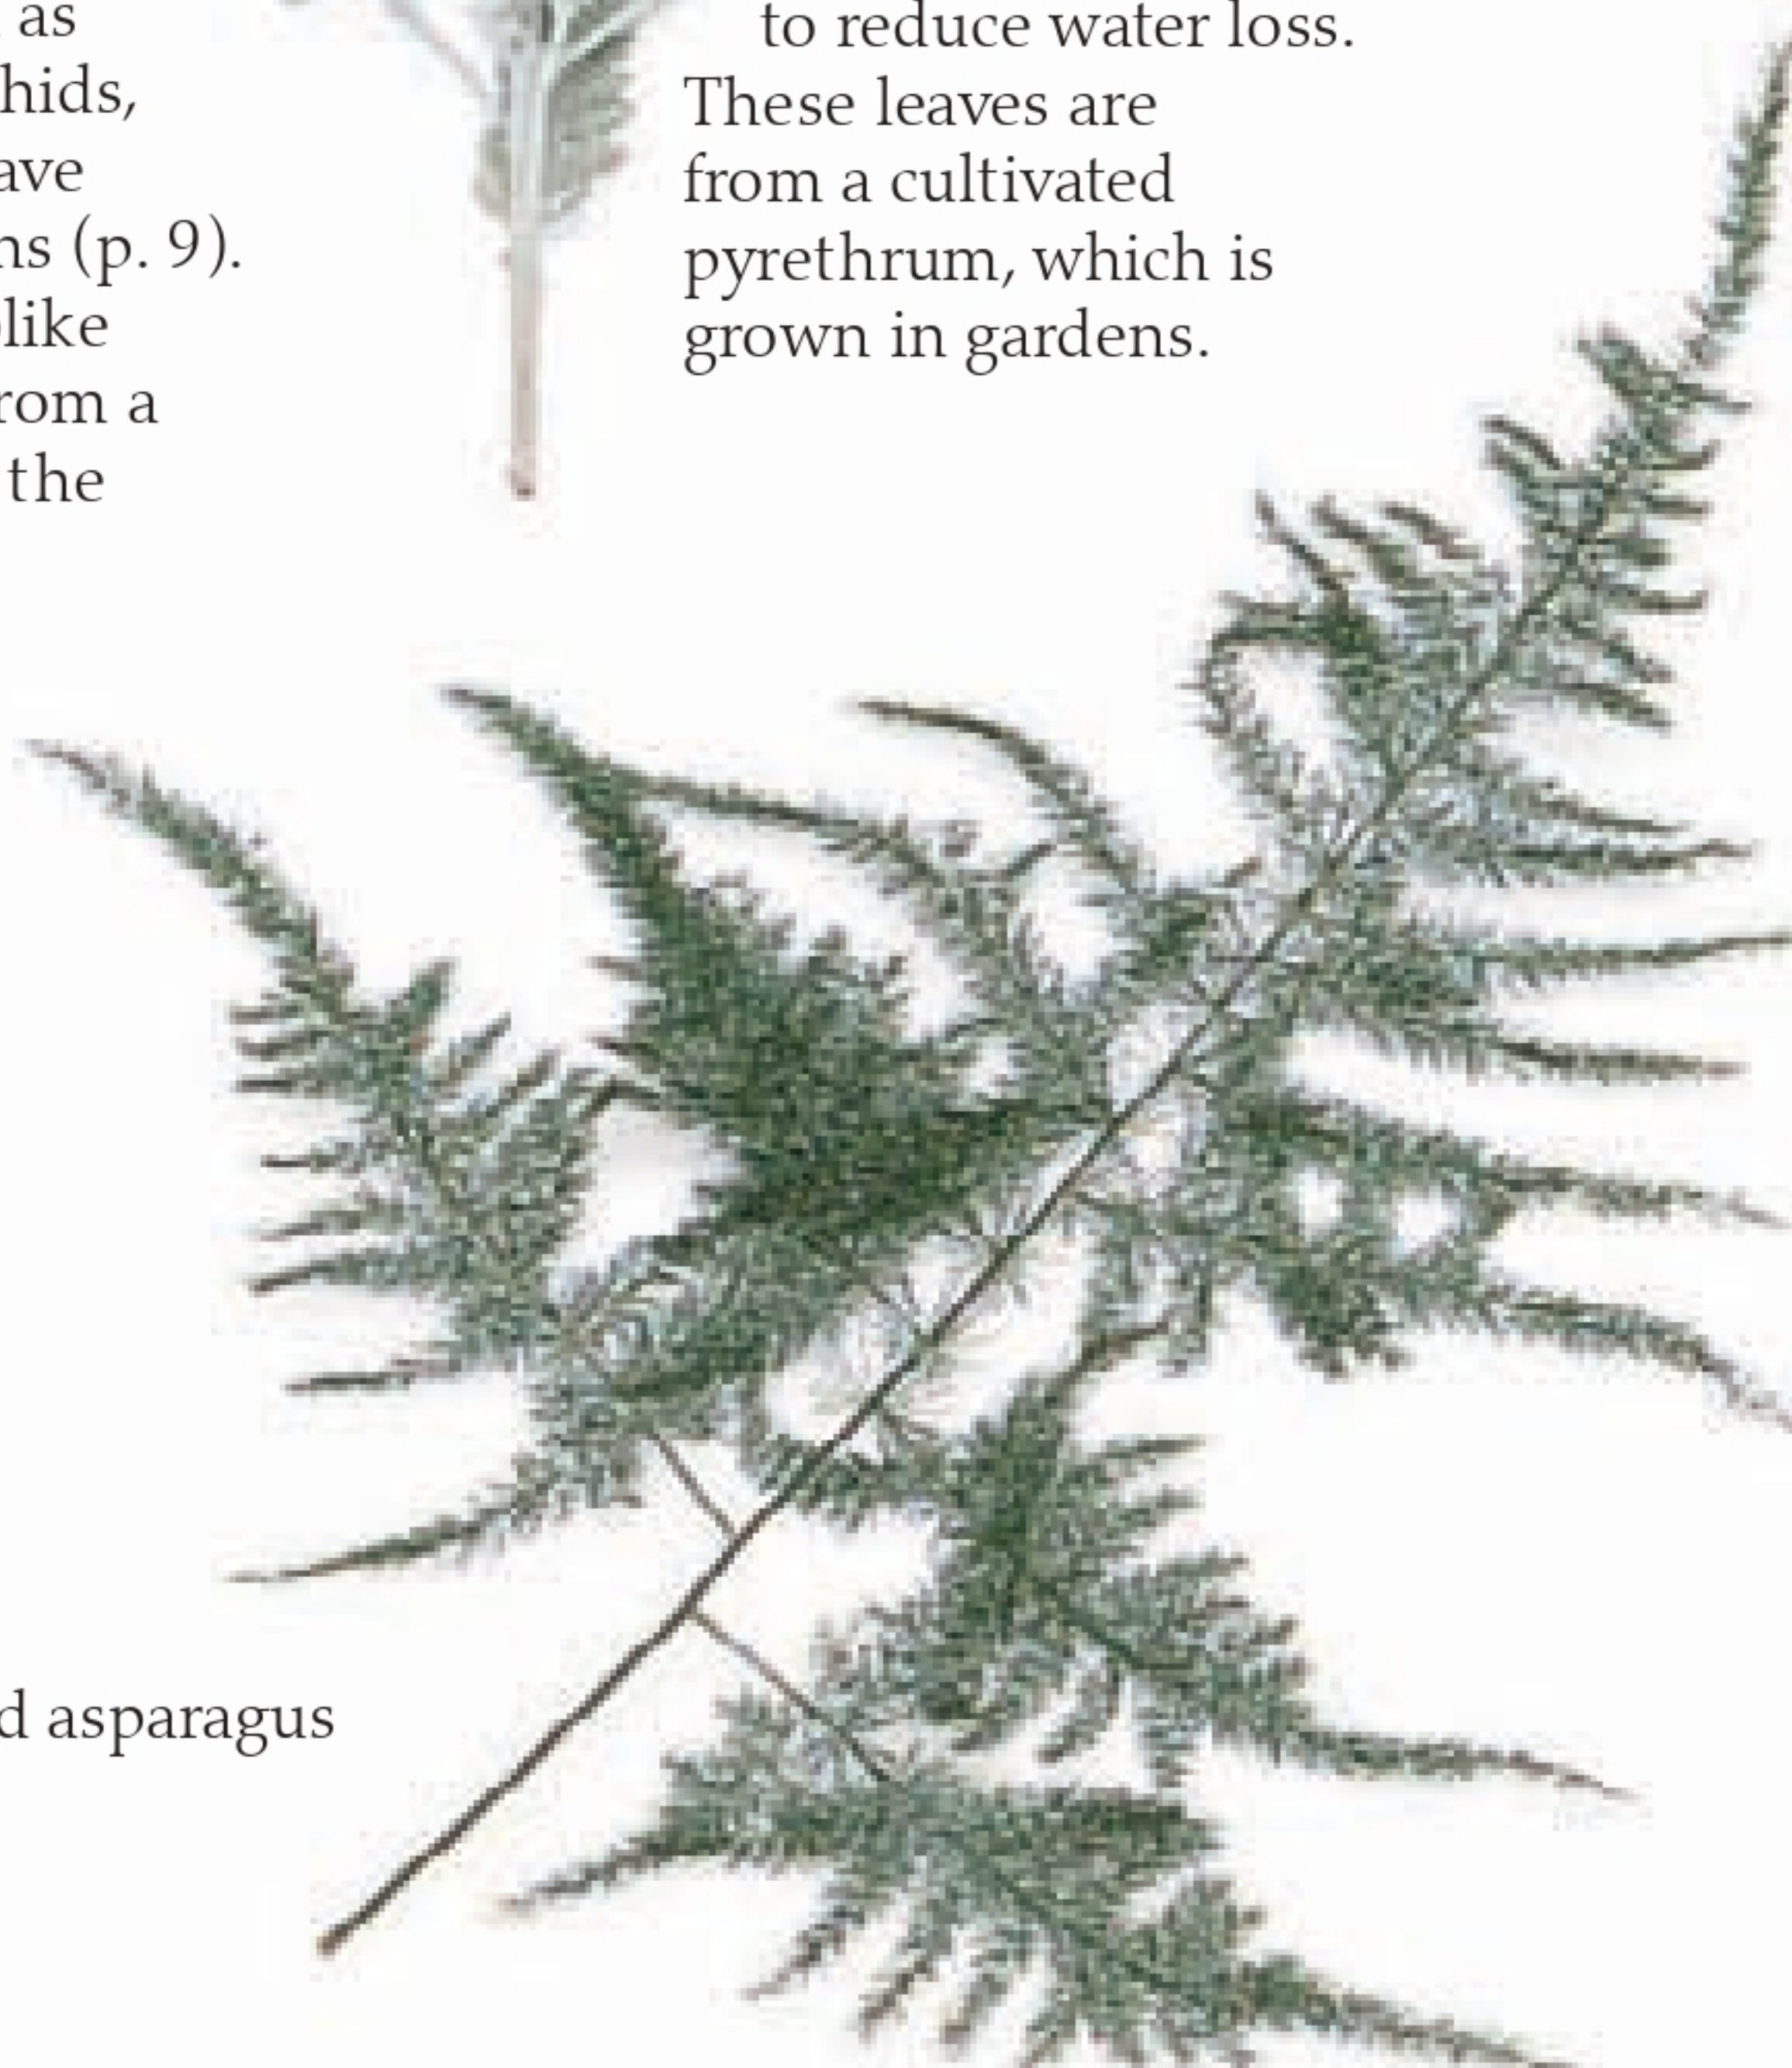 as
hids,
ave
ns (p. 9).
like
rom a
the
to reduce water loss.
These leaves are
from a cultivated
pyrethrum, which is
grown in gardens.
d asparagus